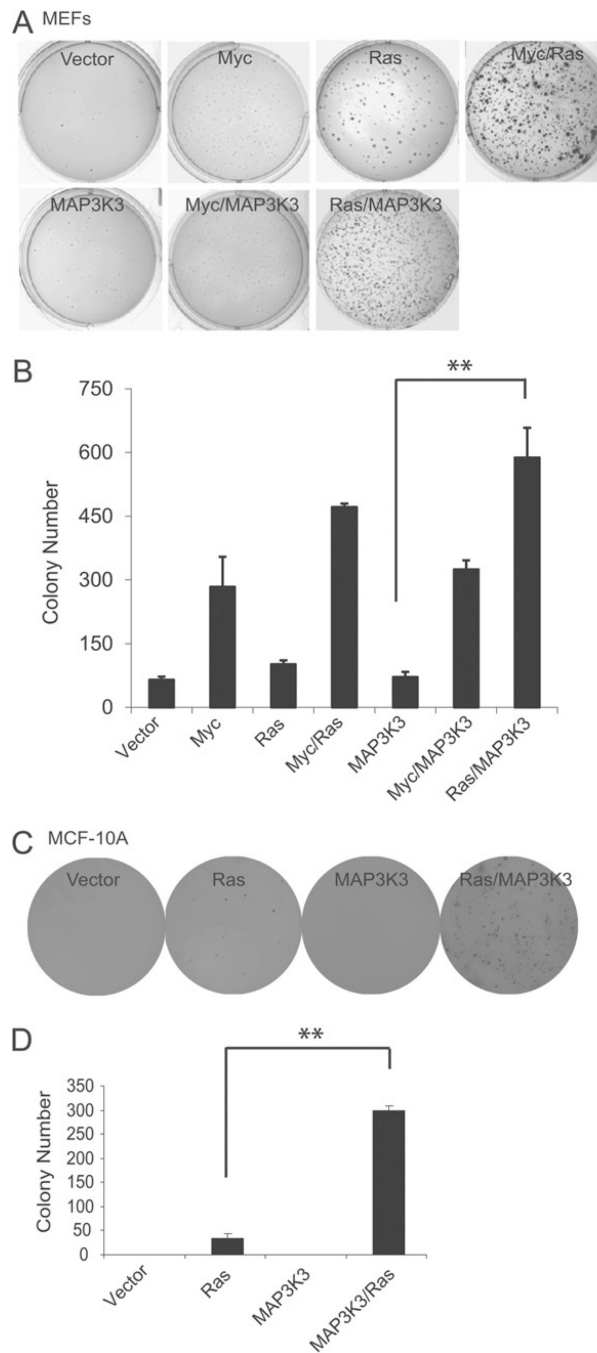 A MEFs
Vector Myc Ras Myc/Ras
MAP3K3 Myc/MAP3K3 Ras/MAP3K3
B
750
600
450
300
150
0
Colony Number
**
Vector Myc Ras Myc/Ras MAP3K3 Myc/MAP3K3 Ras/MAP3K3
C MCF-10A
Vector Ras MAP3K3 Ras/MAP3K3
D
350
300
250
200
150
100
50
0
Colony Number
**
Vector Ras MAP3K3 MAP3K3/Ras